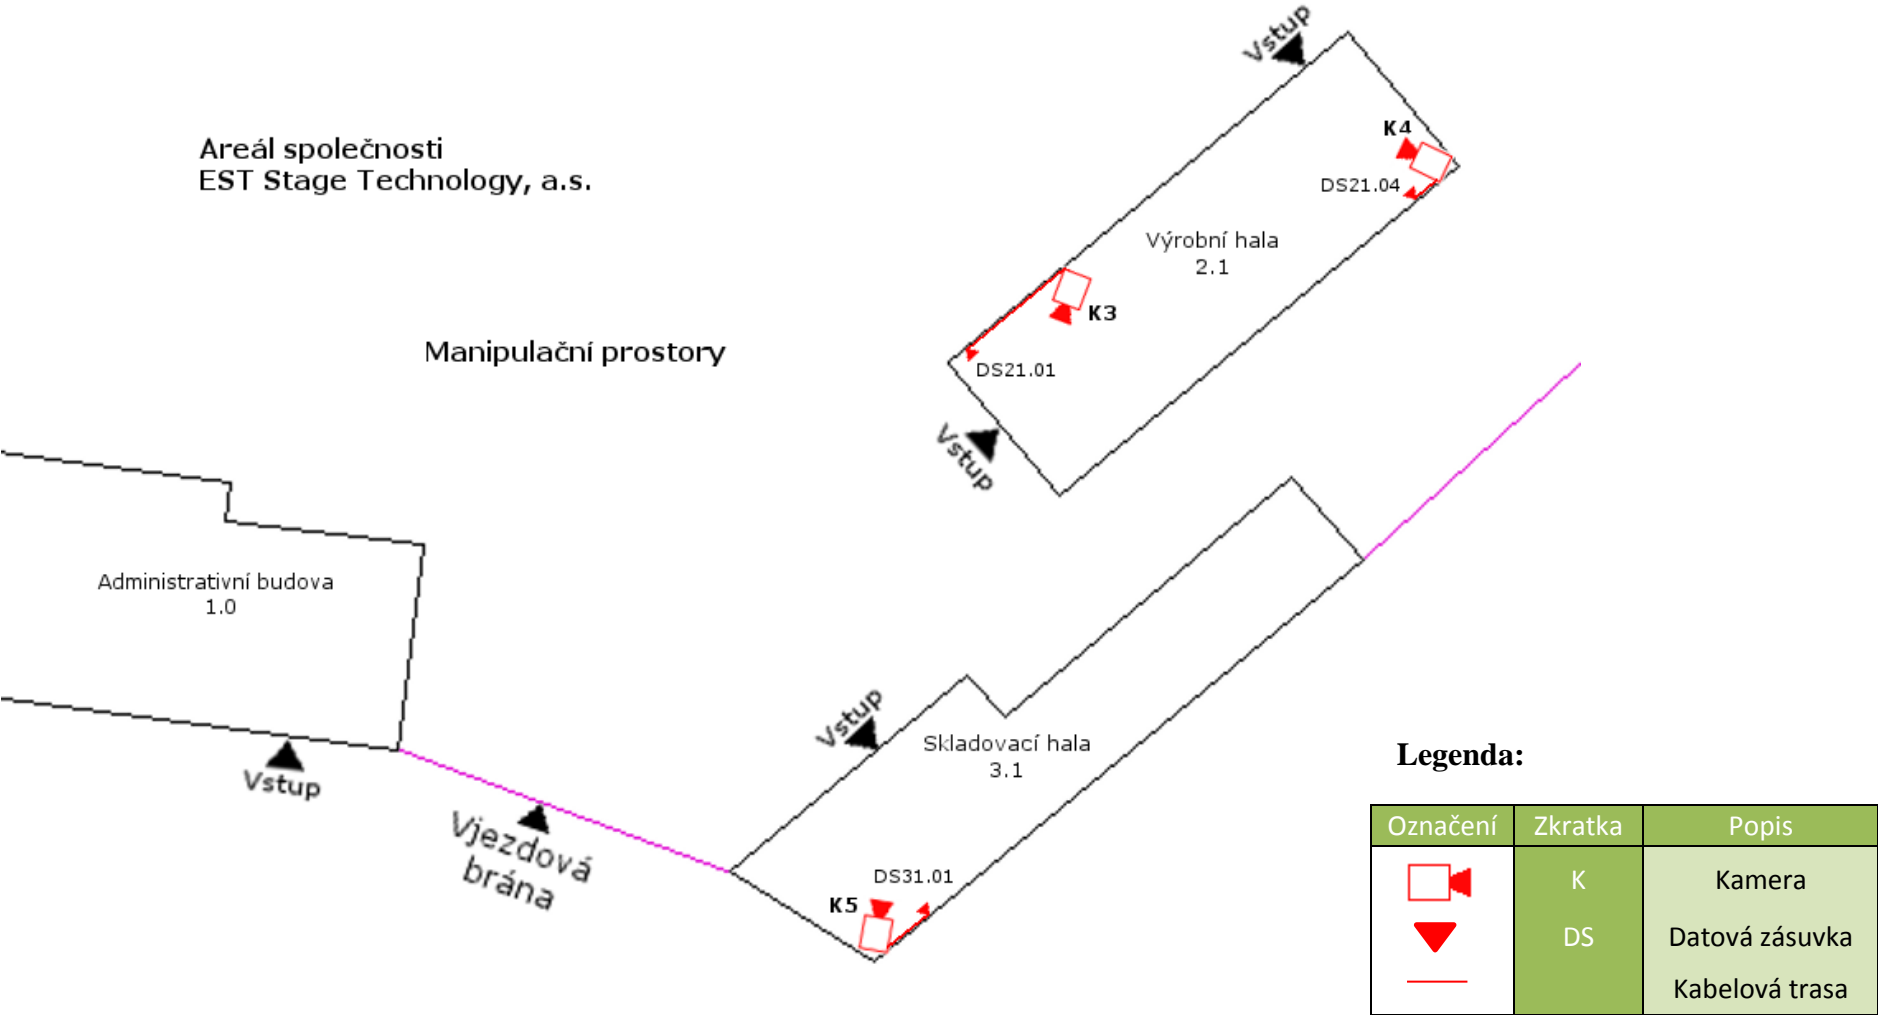 Vstup
K4
Areál společnosti
EST Stage Technology, a.s.
DS21.04
Výrobní hala
2.1
K3
Manipulační prostory
DS21.01
Vstup
Administrativní budova
1.0
Vstup
Skladovací hala
3.1
Vstup
Vjezdová
brána
DS31.01
K5
Legenda:
Označení Zkratka Popis
K Kamera
DS Datová zásuvka
Kabelová trasa